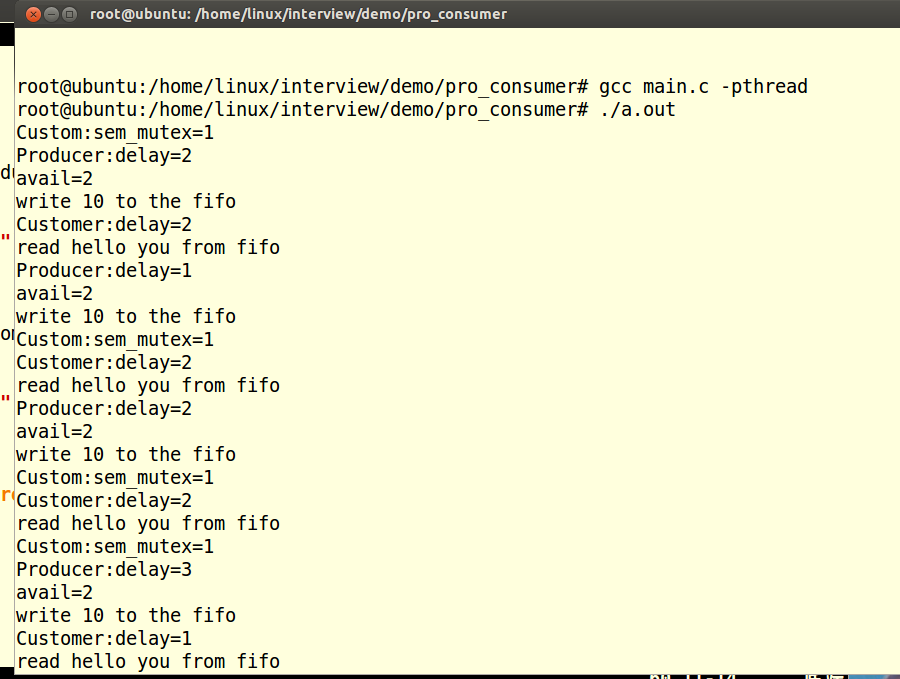 root@ubuntu: /home/linux/interview/demo/pro_consumer
root@ubuntu:/home/linux/interview/demo/pro_consumer# gcc main.c -pthread
root@ubuntu:/home/linux/interview/demo/pro_consumer# ./a.out
Custom:sem_mutex=1
Producer:delay=2
avail=2
write 10 to the fifo
Customer:delay=2
read hello you from fifo
Producer:delay=1
avail=2
write 10 to the fifo
Custom:sem_mutex=1
Customer:delay=2
read hello you from fifo
Producer:delay=2
avail=2
write 10 to the fifo
Custom:sem_mutex=1
Customer:delay=2
read hello you from fifo
Custom:sem_mutex=1
Producer:delay=3
avail=2
write 10 to the fifo
Customer:delay=1
read hello you from fifo